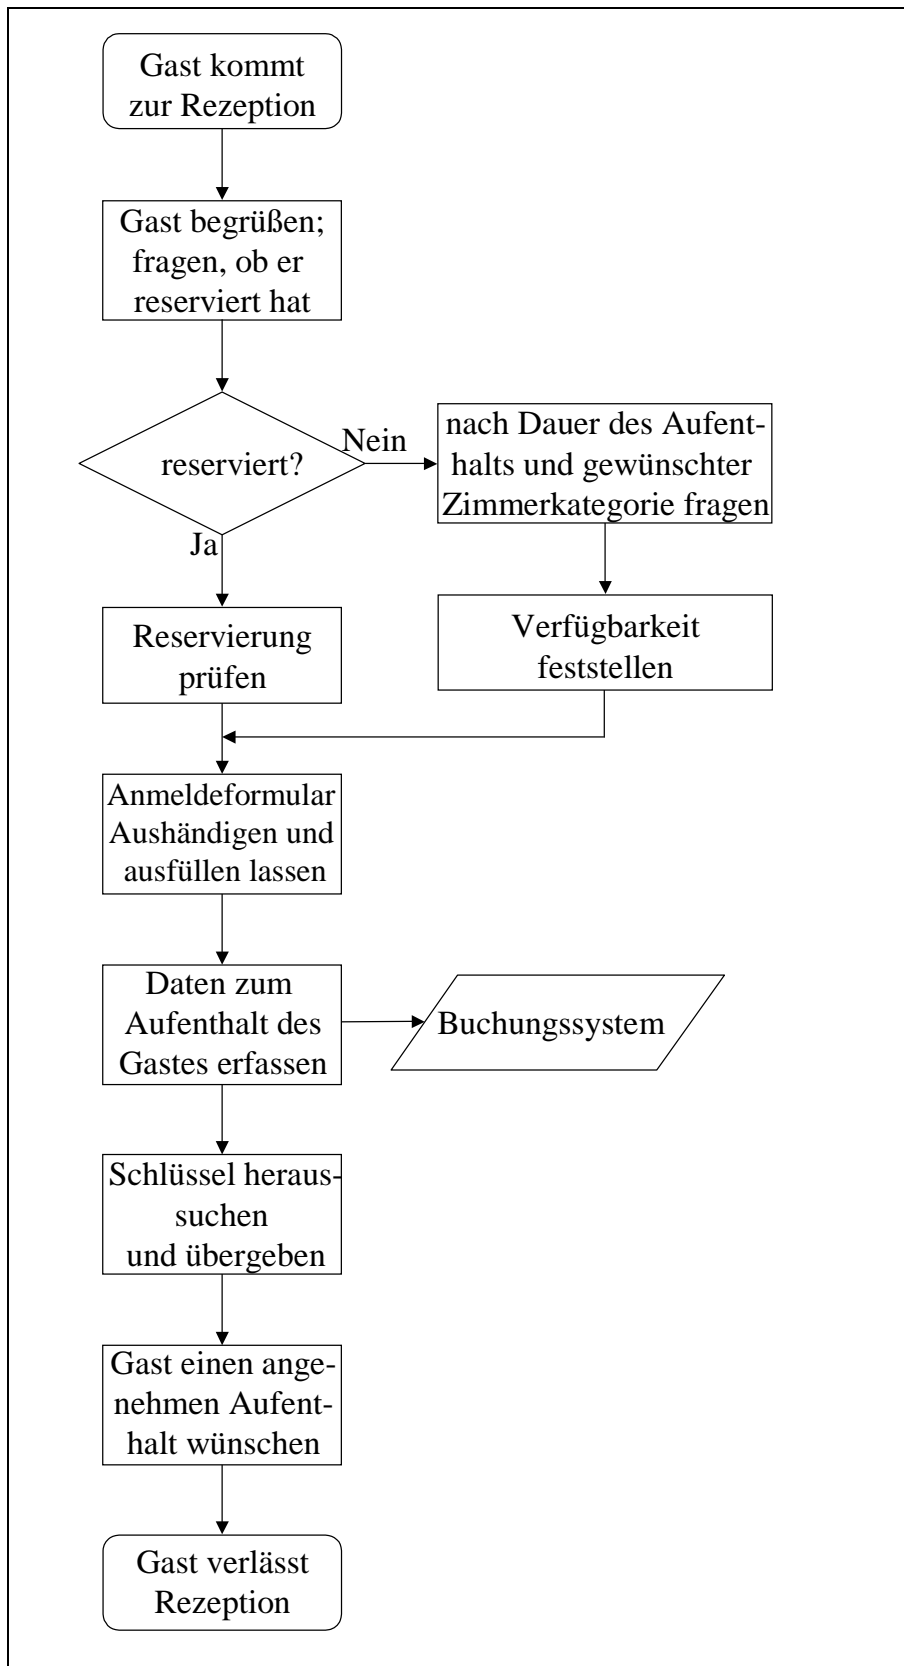 Gast kommt
zur Rezeption
Gast begrüßen;
fragen, ob er
reserviert hat
reserviert?
Nein
nach Dauer des Aufent-
halts und gewünschter
Zimmerkategorie fragen
Ja
Reservierung
prüfen
Verfügbarkeit
feststellen
Anmeldeformular
Aushändigen und
ausfüllen lassen
Daten zum
Aufenthalt des
Gastes erfassen
Buchungssystem
Schlüssel heraus-
suchen
und übergeben
Gast einen ange-
nehmen Aufent-
halt wünschen
Gast verlässt
Rezeption